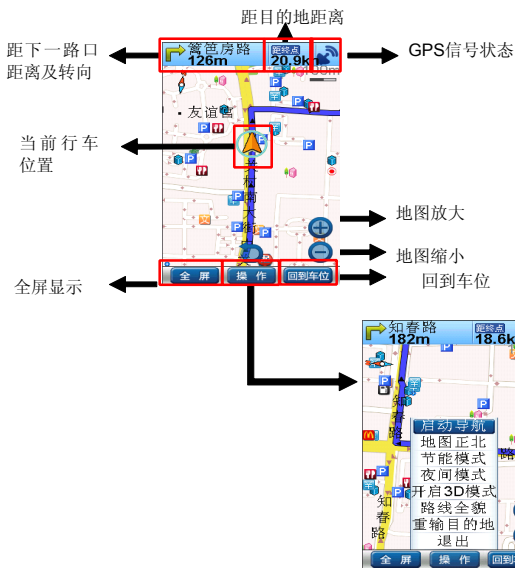 距目的地距离
距下一路口
距离及转向
GPS信号状态
篱笆房路
126m
距终点
20.9k
友谊宫
当前行车
位置
地图放大
地图缩小
回到车位
全屏显示
全屏
操作
回到车位
知春路
182m
距终点
18.6k
知春路
启动导航
地图正北
节能模式
夜间模式
开启3D模式
路线全貌
重输目的地
退出
知春路
路
全屏
操作
回到